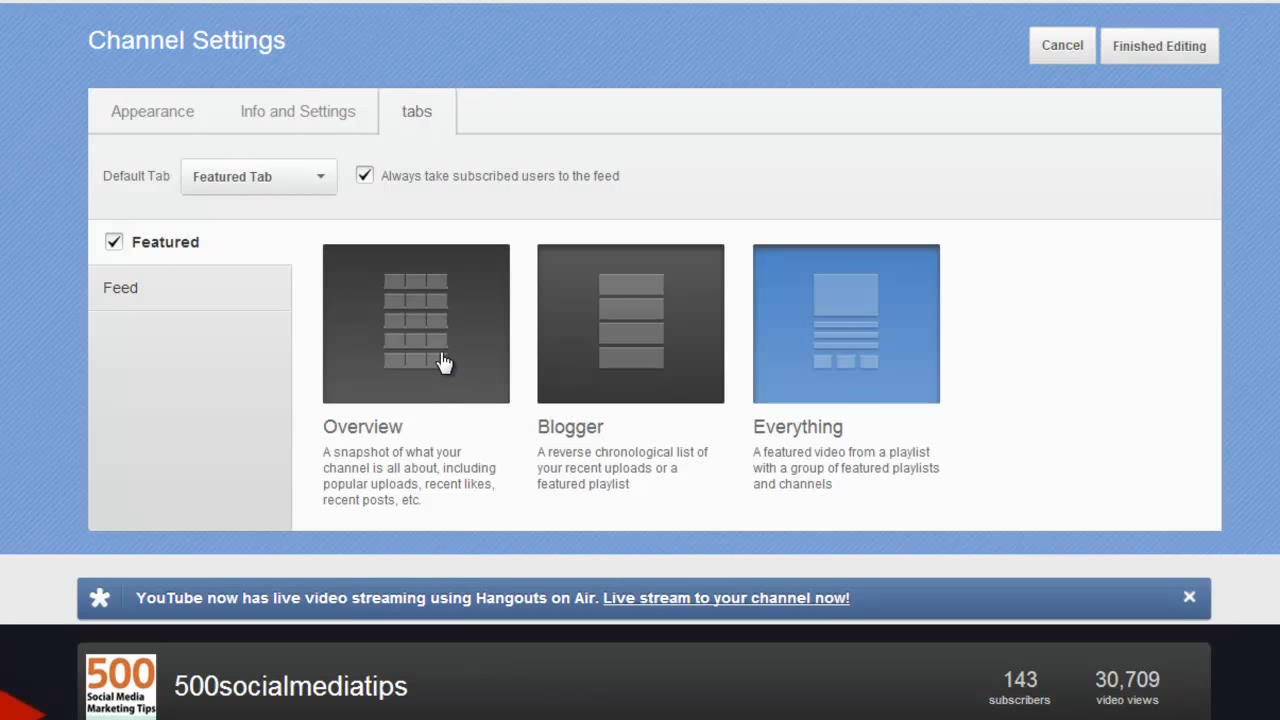 Channel Settings
Cancel
Finished Editing
Appearance
Info and Settings
tabs
Default Tab
Featured Tab
Always take subscribed users to the feed
Featured
Feed
Overview
A snapshot of what your
channel is all about, including
popular uploads, recent likes,
recent posts, etc.
Blogger
A reverse chronological list of
your recent uploads or a
featured playlist
Everything
A featured video from a playlist
with a group of featured playlists
and channels
YouTube now has live video streaming using Hangouts on Air. Live stream to your channel now!
500
Social Media
Marketing Tips
500socialmediatips
143
subscribers
30,709
video views